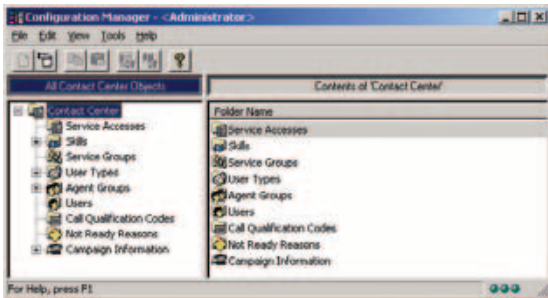 Configuration Manager - <Administrator>
File Edit View Tools Help
All Contact Center Objects
Contents of 'Contact Center'
Contact Center
Service Accesses
Skills
Service Groups
User Types
Agent Groups
Users
Call Qualification Codes
Not Ready Reasons
Campaign Information
Folder Name
Service Accesses
Skills
Service Groups
User Types
Agent Groups
Users
Call Qualification Codes
Not Ready Reasons
Campaign Information
For Help, press F1